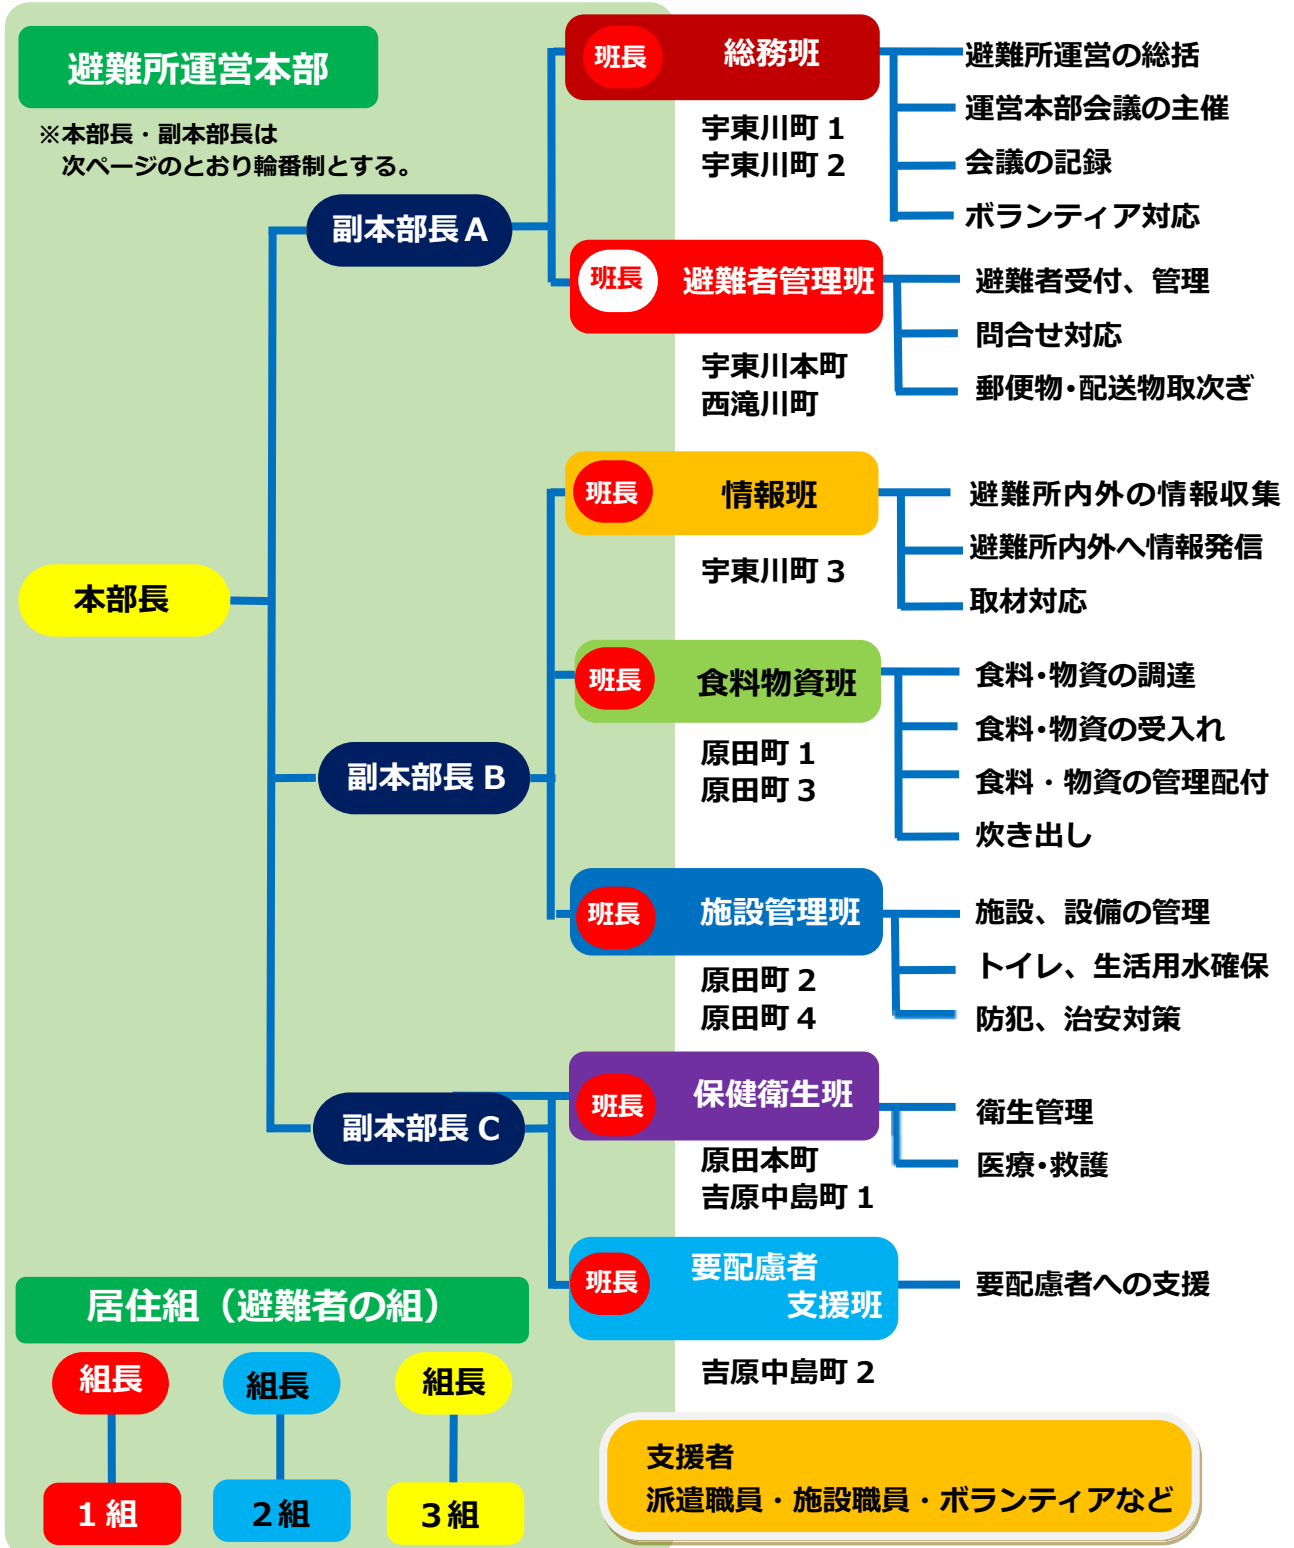 避難所運営本部
※本部長・副本部長は
次ページのとおり輪番制とする。
本部長
副本部長A
班長
総務班
宇東川町1
宇東川町2
避難所運営の総括
運営本部会議の主催
会議の記録
ボランティア対応
班長
避難者管理班
宇東川本町
西滝川町
避難者受付、管理
問合せ対応
郵便物・配送物取次ぎ
副本部長B
班長
情報班
宇東川町3
避難所内外の情報収集
避難所内外へ情報発信
取材対応
班長
食料物資班
原田町1
原田町3
食料・物資の調達
食料・物資の受入れ
食料・物資の管理配付
炊き出し
班長
施設管理班
原田町2
原田町4
施設、設備の管理
トイレ、生活用水確保
防犯、治安対策
副本部長C
班長
保健衛生班
原田本町
吉原中島町1
衛生管理
医療・救護
班長
要配慮者
支援班
吉原中島町2
要配慮者への支援
居住組（避難者の組）
組長
組長
組長
1組
2組
3組
支援者
派遣職員・施設職員・ボランティアなど